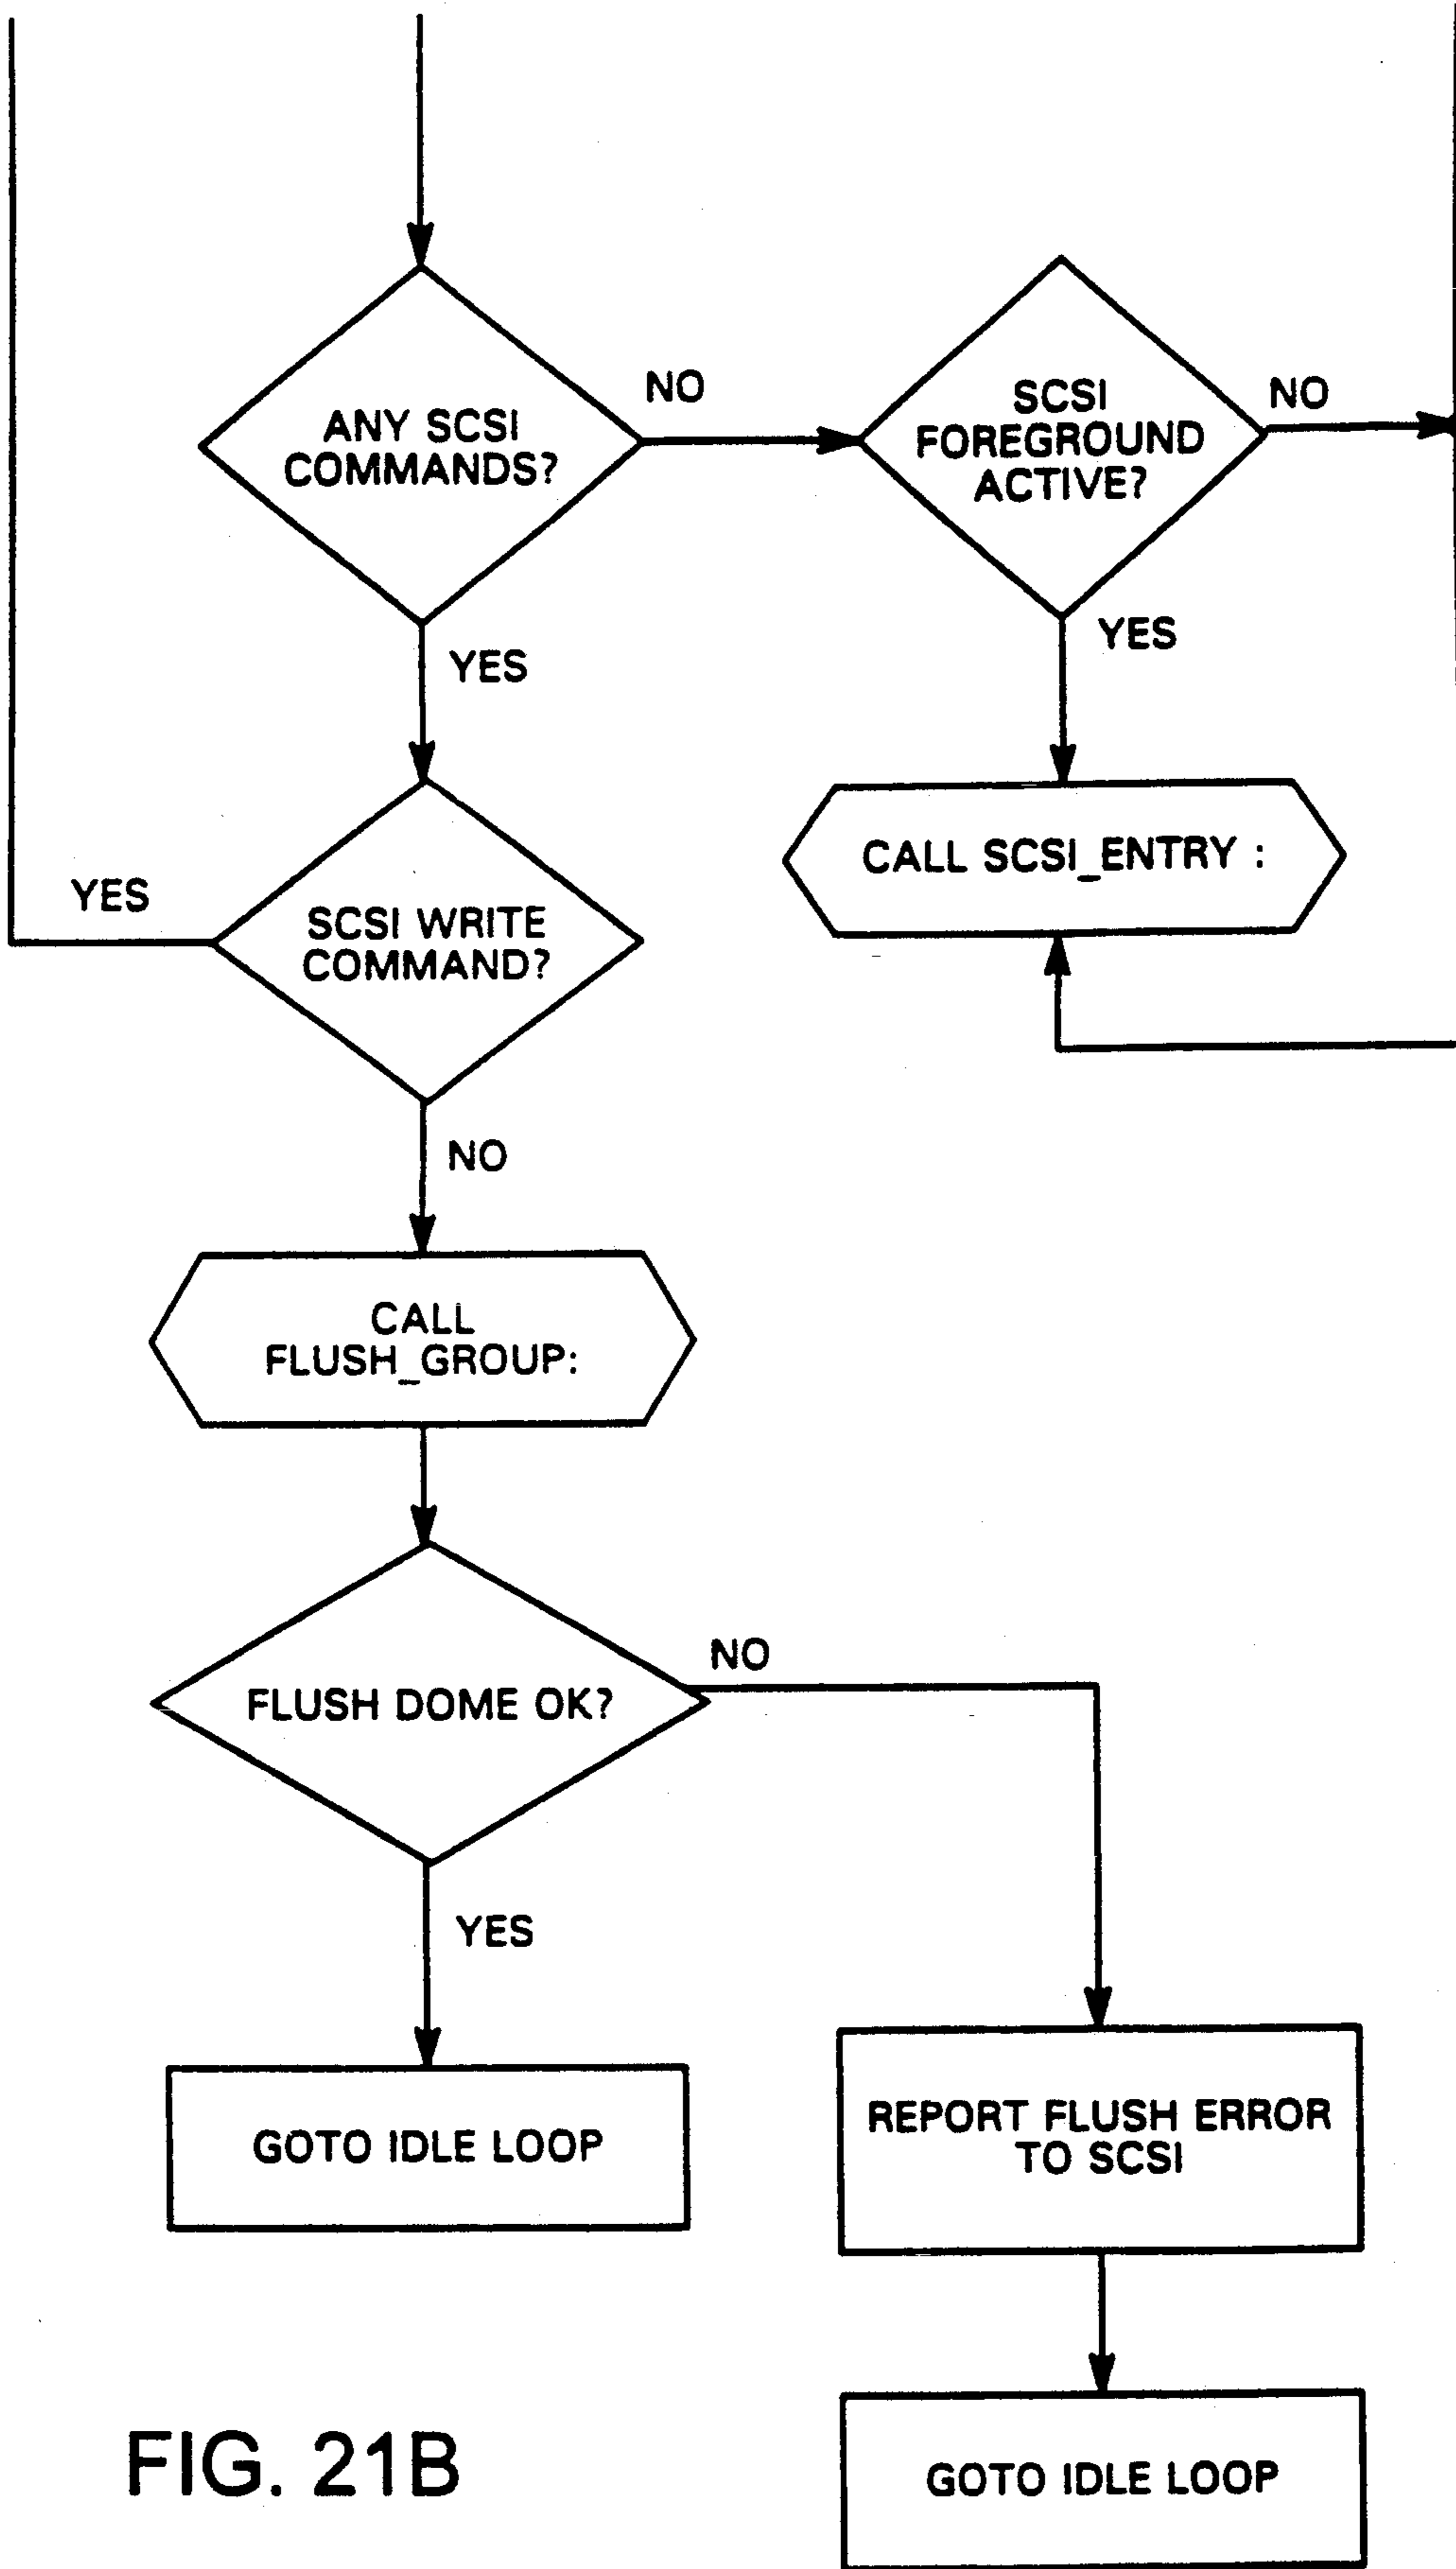 NO
NO
ANY SCSI
COMMANDS?
SCSI
FOREGROUND
ACTIVE?
YES
YES
CALL SCSI_ENTRY :
YES
SCSI WRITE
COMMAND?
NO
CALL
FLUSH_GROUP:
NO
FLUSH DOME OK?
YES
GOTO IDLE LOOP
REPORT FLUSH ERROR
TO SCSI
GOTO IDLE LOOP
FIG. 21B